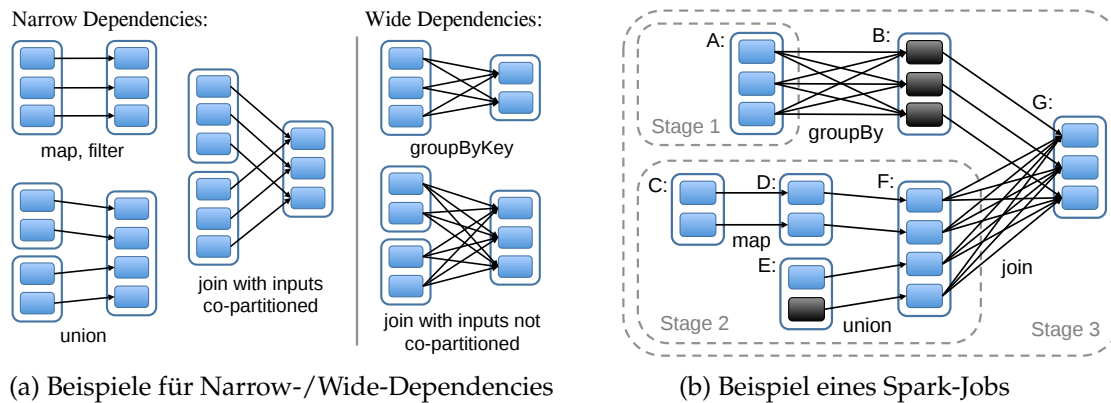 Narrow Dependencies:
map, filter
union
join with inputs
co-partitioned
Wide Dependencies:
groupByKey
join with inputs not
co-partitioned
(a) Beispiele für Narrow-/Wide-Dependencies
A:
B:
G:
Stage 1
groupBy
C:
D:
F:
map
E:
join
Stage 2
union
Stage 3
(b) Beispiel eines Spark-Jobs